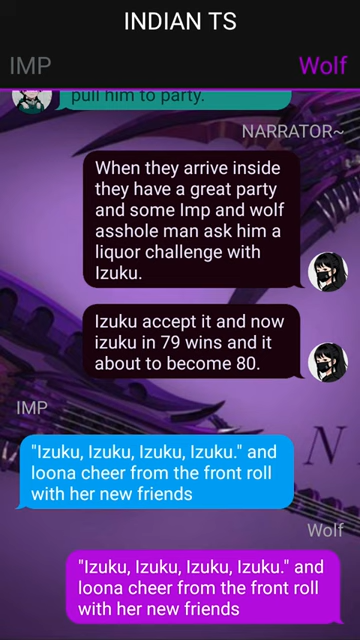 INDIAN TS
IMP
Wolf
pull him to party.
NARRATOR~
When they arrive inside
they have a great party
and some Imp and wolf
asshole man ask him a
liquor challenge with
Izuku.
Izuku accept it and now
izuku in 79 wins and it
about to become 80.
IMP
"Izuku, Izuku, Izuku, Izuku." and
loona cheer from the front roll
with her new friends
N
Wolf
"Izuku, Izuku, Izuku, Izuku." and
loona cheer from the front roll
with her new friends